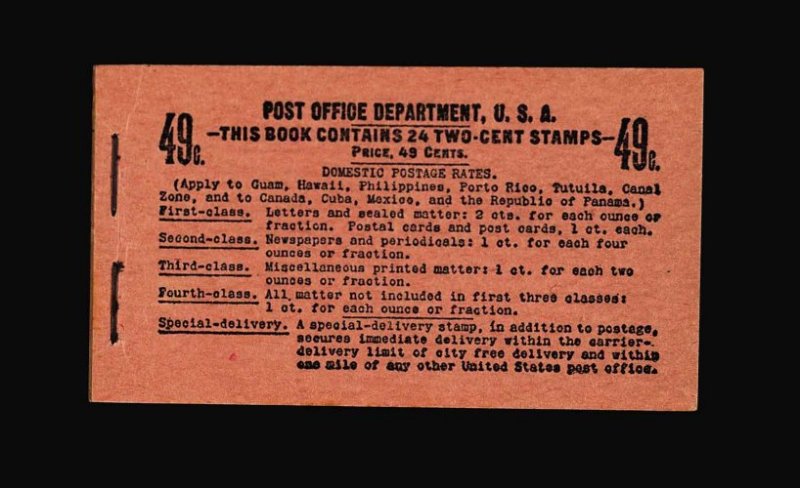 POST OFFICE DEPARTMENT, U. S. A.
49c. —THIS BOOK CONTAINS 24 TWO-CENT STAMPS— 49c.
PRICE, 49 CENTS.
DOMESTIC POSTAGE RATES.
(Apply to Guam, Hawaii, Philippines, Porto Rico, Tutuila, Canal
Zone, and to Canada, Cuba, Mexico, and the Republic of Panama.)
First-class. Letters and sealed matter: 2 cts. for each ounce or
fraction. Postal cards and post cards, 1 ct. each.
Second-class. Newspapers and periodicals: 1 ct. for each four
ounces or fraction.
Third-class. Miscellaneous printed matter: 1 ct. for each two
ounces or fraction.
Fourth-class. All matter not included in first three classes:
1 ct. for each ounce or fraction.
Special-delivery. A special-delivery stamp, in addition to postage,
secures immediate delivery within the carrier-
delivery limit of city free delivery and within
one mile of any other United States post office.